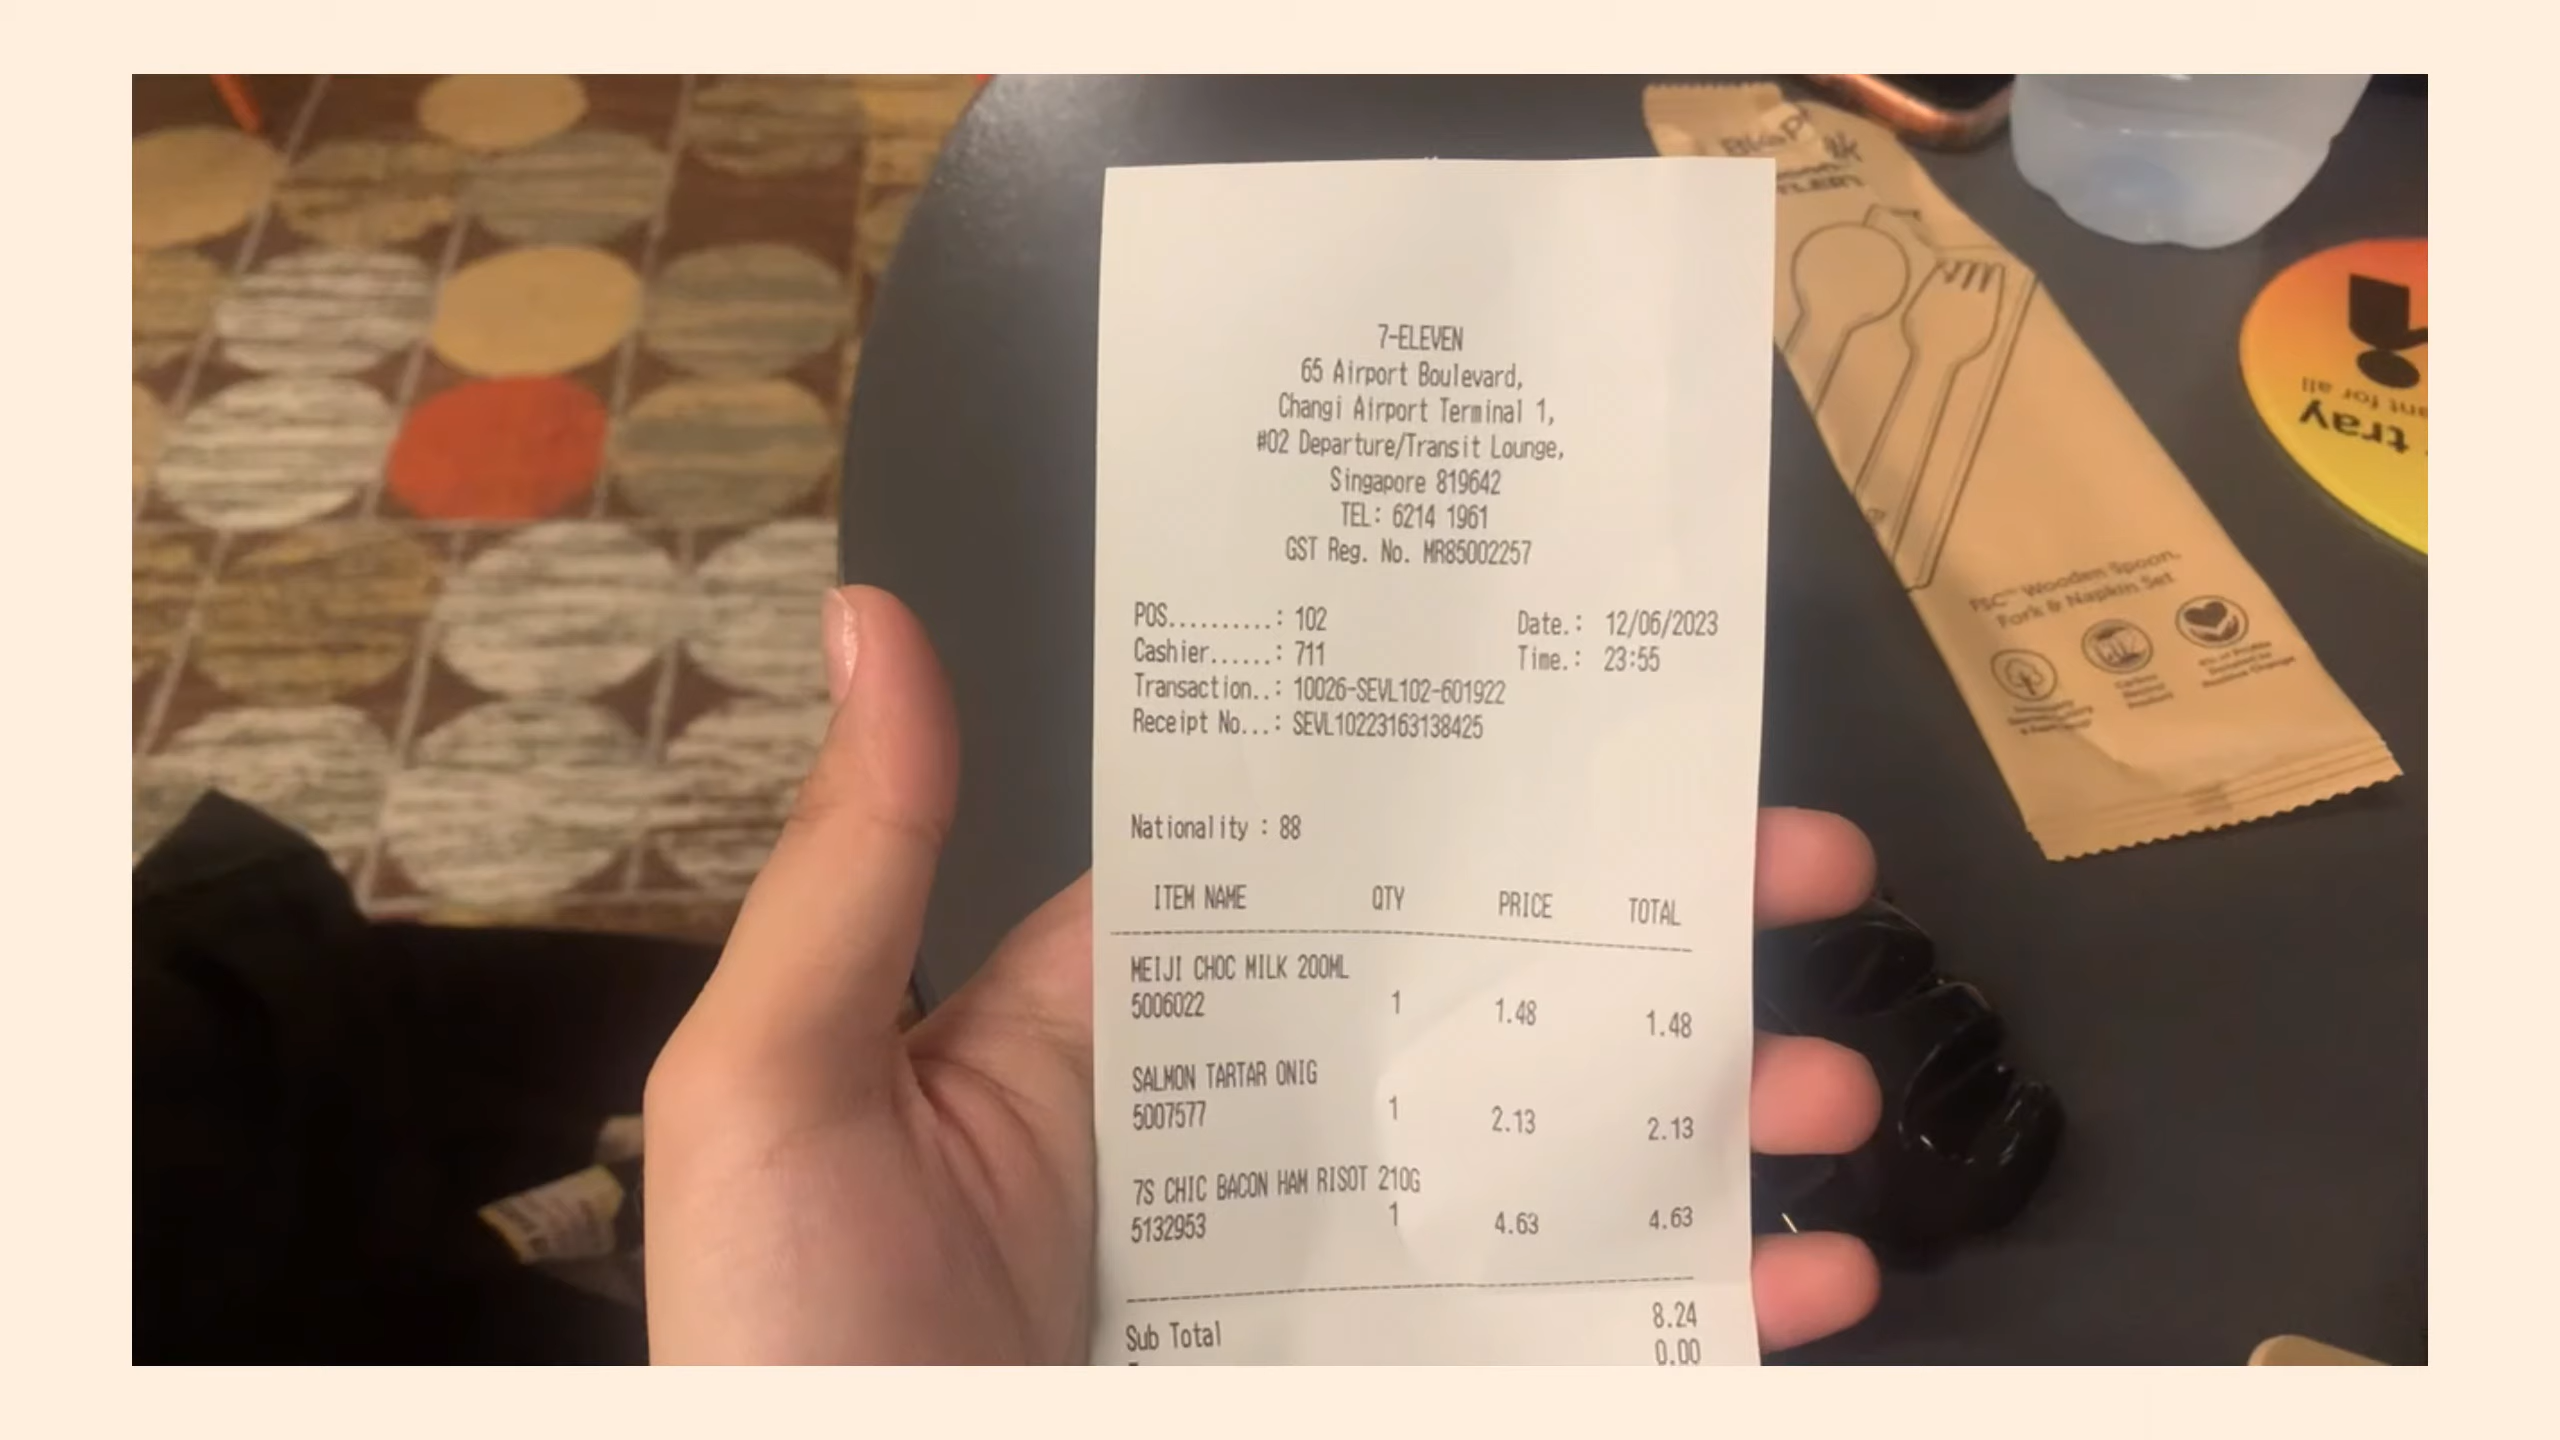 7-ELEVEN
65 Airport Boulevard,
Changi Airport Terminal 1,
#02 Departure/Transit Lounge,
Singapore 819642
TEL: 6214 1961
GST Reg. No. MR85002257
POS..........: 102 Date.: 12/06/2023
Cashier......: 711 Time.: 23:55
Transaction..: 10026-SEVL102-601922
Receipt No...: SEVL10223163138425
Nationality : 88
ITEM NAME QTY PRICE TOTAL
MEIJI CHOC MILK 200ML
5006022 1 1.48 1.48
SALMON TARTAR ONIG
5007577 1 2.13 2.13
7S CHIC BACON HAM RISOT 210G
5132953 1 4.63 4.63
Sub Total 8.24
0.00
FSC™ Wooden Spoon,
Fork & Napkin Set
tray
for all